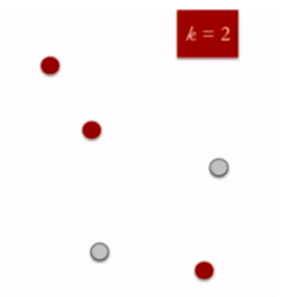 k = 2